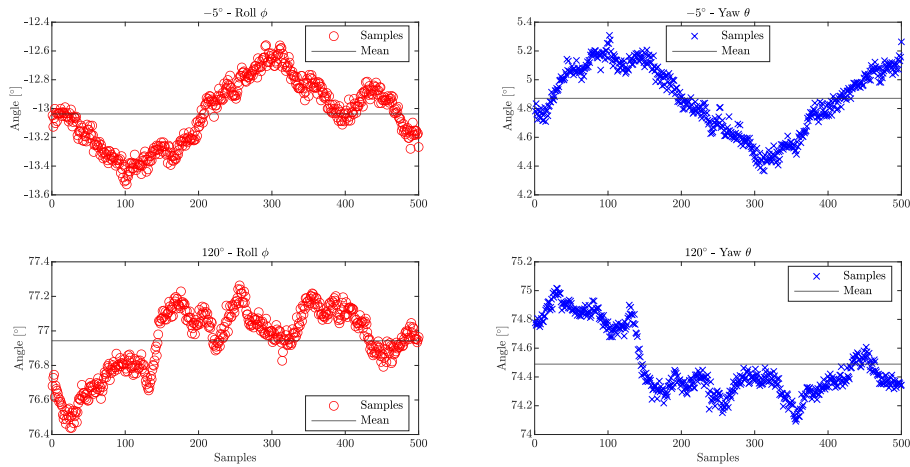 −5° - Roll ϕ
-12.4
-12.8
-13
-13.2
-13.4
-13.6
Angle [°]
0 100 200 300 400 500
Samples
Mean
−5° - Yaw θ
5.4
5.2
5
4.8
4.6
4.4
4.2
Angle [°]
0 100 200 300 400 500
Samples
Mean
120° - Roll ϕ
77.4
77.2
77
76.8
76.6
76.4
Angle [°]
0 100 200 300 400 500
Samples
Samples
Mean
120° - Yaw θ
75.2
75
74.8
74.6
74.4
74.2
74
Angle [°]
0 100 200 300 400 500
Samples
Samples
Mean